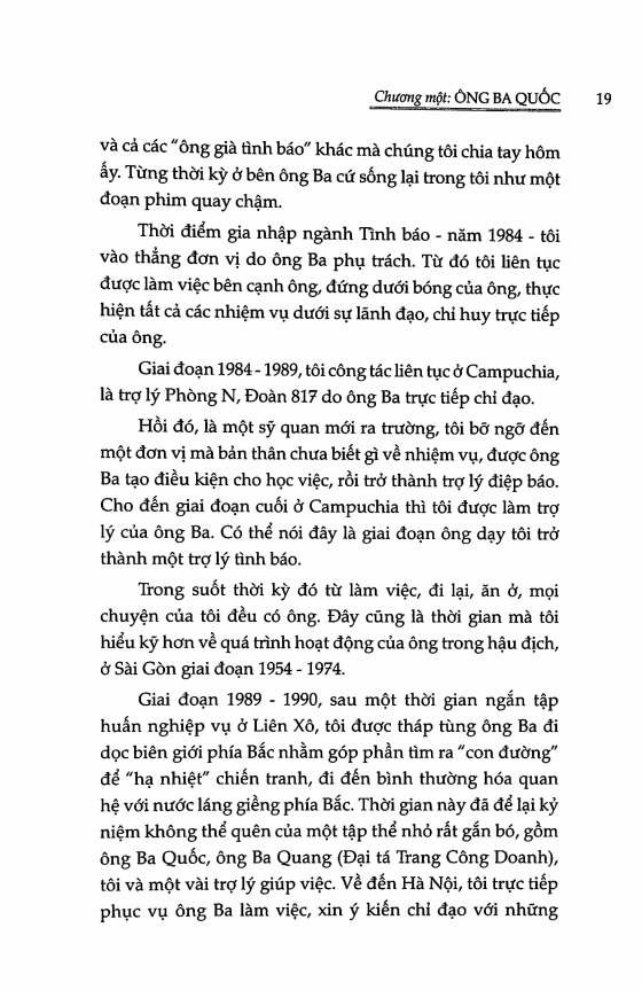 Chương một: ÔNG BA QUỐC 19
và cả các "ông già tình báo" khác mà chúng tôi chia tay hôm
ấy. Từng thời kỳ ở bên ông Ba cứ sống lại trong tôi như một
đoạn phim quay chậm.
Thời điểm gia nhập ngành Tình báo - năm 1984 - tôi
vào thẳng đơn vị do ông Ba phụ trách. Từ đó tôi liên tục
được làm việc bên cạnh ông, đứng dưới bóng của ông, thực
hiện tất cả các nhiệm vụ dưới sự lãnh đạo, chỉ huy trực tiếp
của ông.
Giai đoạn 1984 - 1989, tôi công tác liên tục ở Campuchia,
là trợ lý Phòng N, Đoàn 817 do ông Ba trực tiếp chỉ đạo.
Hồi đó, là một sỹ quan mới ra trường, tôi bỡ ngỡ đến
một đơn vị mà bản thân chưa biết gì về nhiệm vụ, được ông
Ba tạo điều kiện cho học việc, rồi trở thành trợ lý điệp báo.
Cho đến giai đoạn cuối ở Campuchia thì tôi được làm trợ
lý của ông Ba. Có thể nói đây là giai đoạn ông dạy tôi trở
thành một trợ lý tình báo.
Trong suốt thời kỳ đó từ làm việc, đi lại, ăn ở, mọi
chuyện của tôi đều có ông. Đây cũng là thời gian mà tôi
hiểu kỹ hơn về quá trình hoạt động của ông trong hậu địch,
ở Sài Gòn giai đoạn 1954 - 1974.
Giai đoạn 1989 - 1990, sau một thời gian ngắn tập
huấn nghiệp vụ ở Liên Xô, tôi được tháp tùng ông Ba đi
dọc biên giới phía Bắc nhằm góp phần tìm ra "con đường"
để "hạ nhiệt" chiến tranh, đi đến bình thường hóa quan
hệ với nước láng giềng phía Bắc. Thời gian này đã để lại kỷ
niệm không thể quên của một tập thể nhỏ rất gắn bó, gồm
ông Ba Quốc, ông Ba Quang (Đại tá Trang Công Doanh),
tôi và một vài trợ lý giúp việc. Về đến Hà Nội, tôi trực tiếp
phục vụ ông Ba làm việc, xin ý kiến chỉ đạo với những